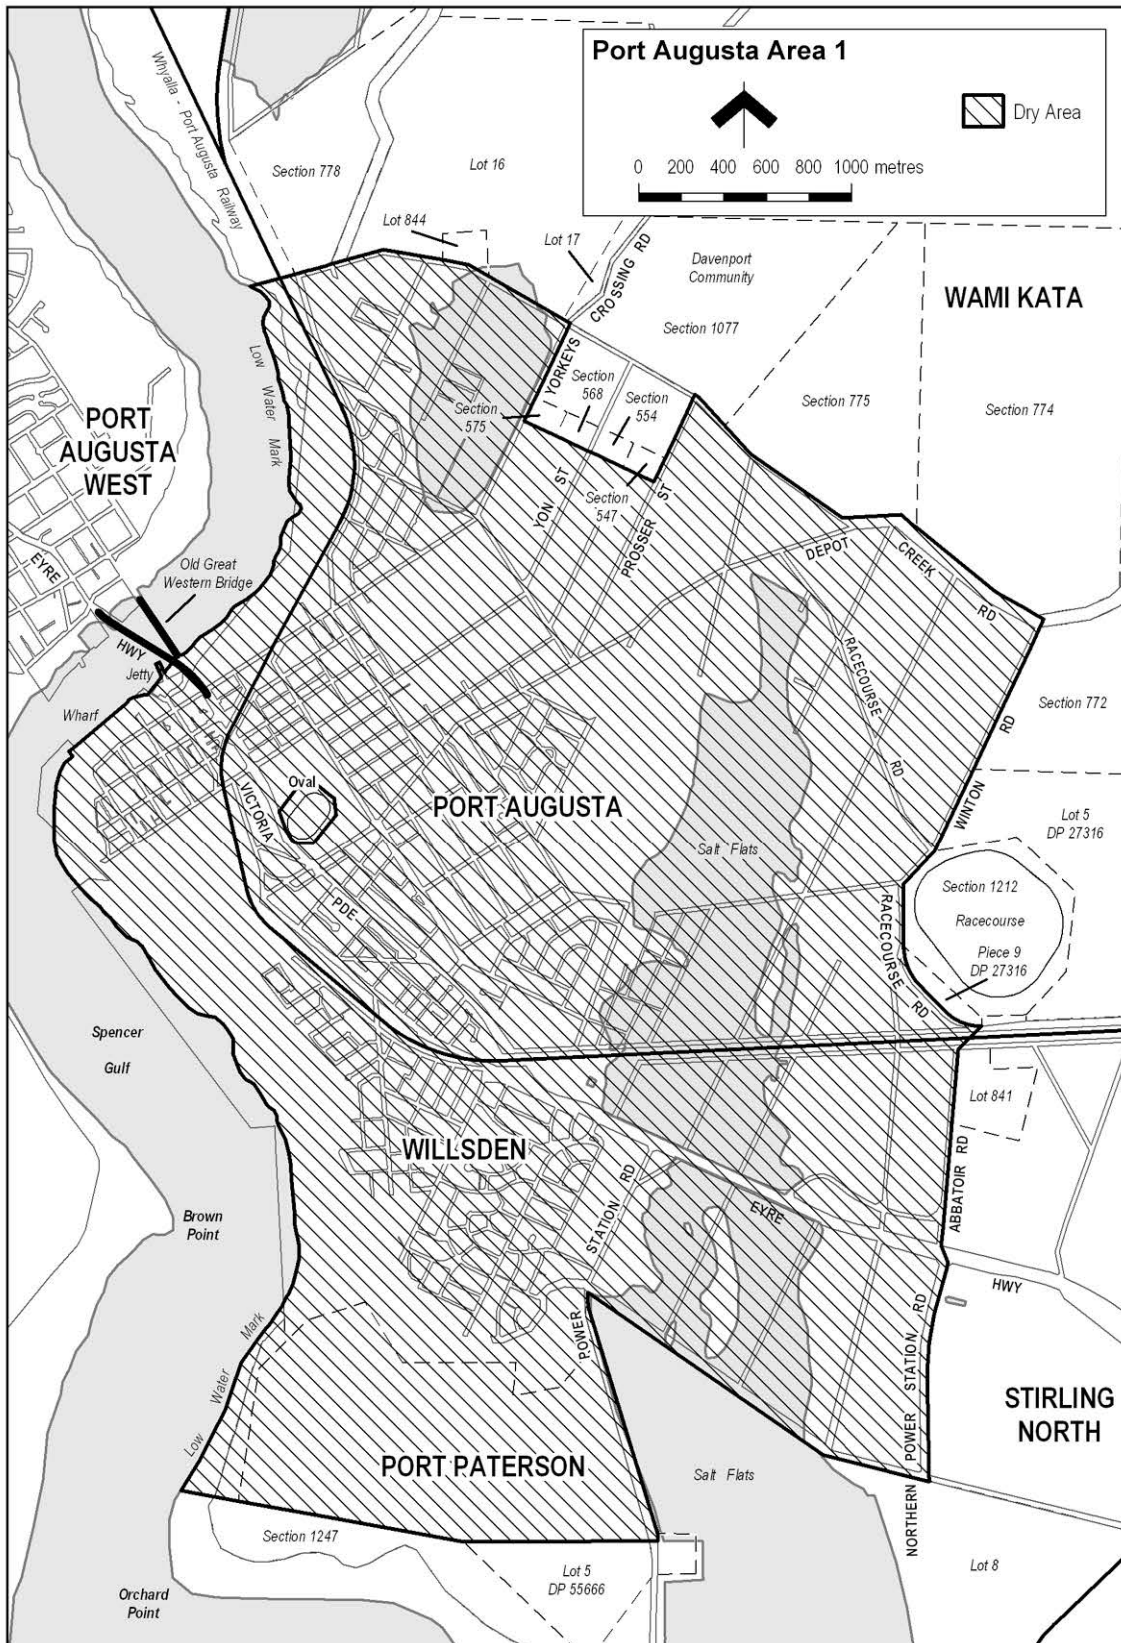 Port Augusta Area 1
Dry Area
0 200 400 600 800 1000 metres
Whyalla - Port Augusta Railway
Section 778
Lot 16
Lot 844
Lot 17
YORKEYS CROSSING RD
Davenport
Community
Section 1077
WAMI KATA
Section 775
Section 774
Low Water Mark
Section
568
Section
554
Section
575
Section
547
YON ST
PROSSER ST
PORT
AUGUSTA
WEST
EYRE HWY
Old Great
Western Bridge
Jetty
Wharf
DEPOT CREEK RD
RACECOURSE RD
WINTON RD
Section 772
Oval
VICTORIA PDE
PORT AUGUSTA
Salt Flats
Lot 5
DP 27316
Section 1212
Racecourse
Piece 9
DP 27316
RACECOURSE RD
Spencer
Gulf
Lot 841
ABBATOIR RD
WILLSDEN
POWER STATION RD
EYRE HWY
Brown
Point
Low Water Mark
NORTHERN POWER STATION RD
STIRLING
NORTH
PORT PATERSON
Salt Flats
Section 1247
Lot 5
DP 55666
Lot 8
Orchard
Point